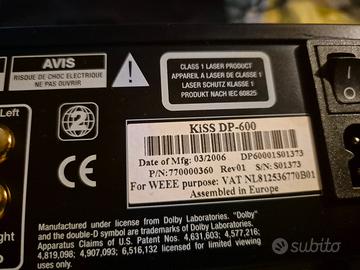 AVIS
RISQUE DE CHOC ELECTRIQUE
NE PAS OUVRIR
CLASS 1 LASER PRODUCT
APPAREIL A LASER DE CLASSE 1
LASER SCHUTZ KLASSE 1
PRODUKT NACH IEC 60825
Left
2
CE
KiSS DP-600
Date of Mfg: 03/2006 DP60001S01373
P/N: 770000360 Rev01 S/N: S01373
For WEEE purpose: VAT NL812536770B01
Assembled in Europe
Manufactured under license from Dolby Laboratories. "Dolby"
and the double-D symbol are trademarks of Dolby Laboratories.
Apparatus Claims of U.S. Patent Nos. 4,631,603; 4,577,216;
4,819,098; 4,907,093; 6,516,132 licensed for limited viewing
uses only.
subito